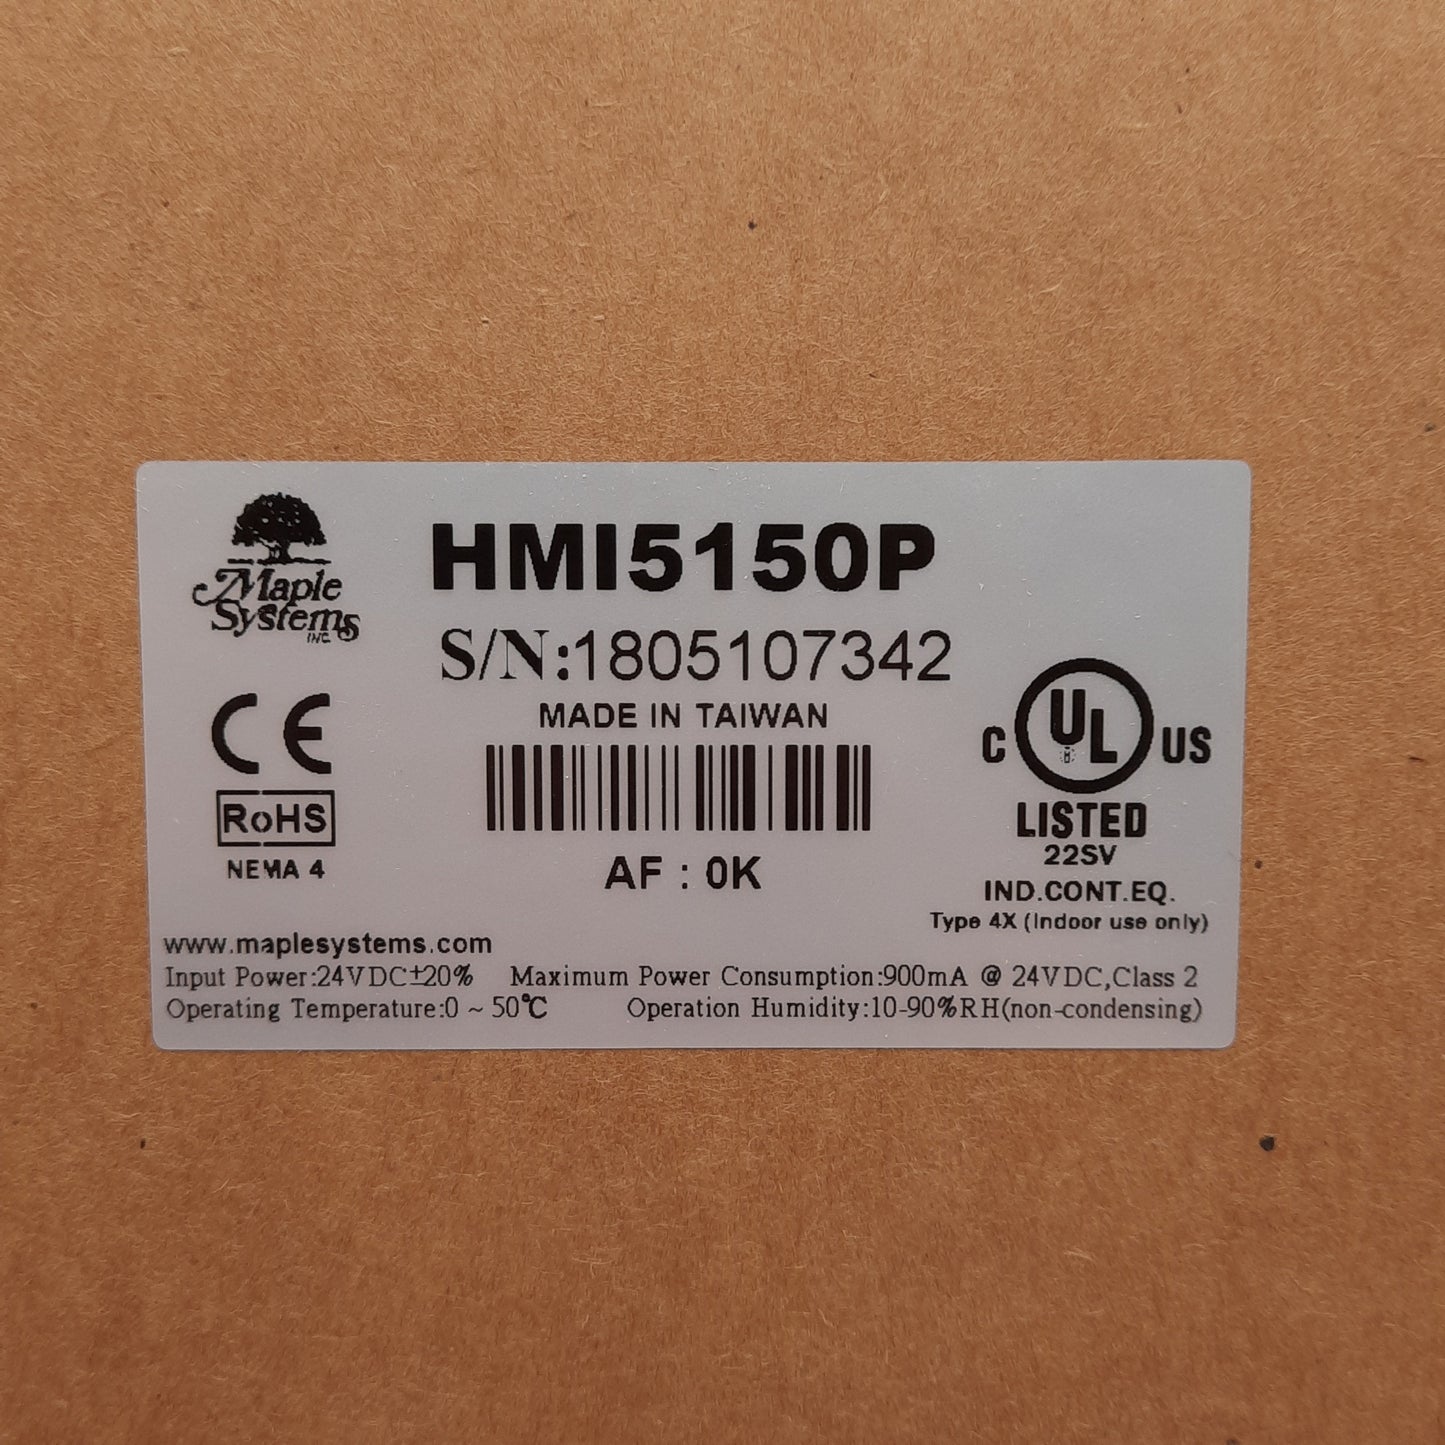 Maple
Systems
INC.
HMI5150P
S/N:1805107342
MADE IN TAIWAN
AF : 0K
CE
RoHS
NEMA 4
C UL US
LISTED
22SV
IND.CONT.EQ.
Type 4X (Indoor use only)
www.maplesystems.com
Input Power:24VDC±20% Maximum Power Consumption:900mA @ 24VDC,Class 2
Operating Temperature:0 ~ 50℃ Operation Humidity:10-90%RH(non-condensing)